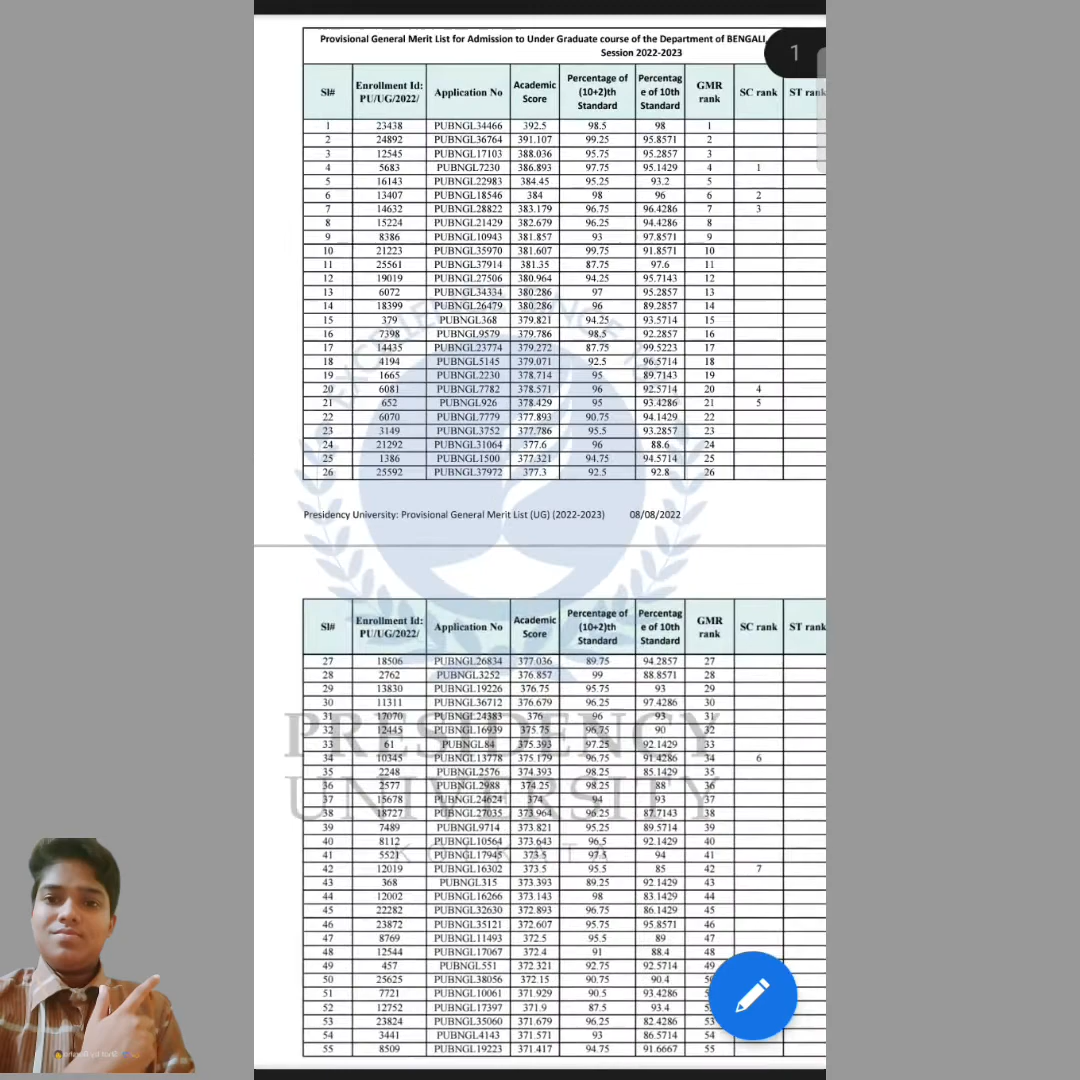 1
Provisional General Merit List for Admission to Under Graduate course of the Department of BENGALI,
Session 2022-2023
Sl# Enrollment Id: PU/UG/2022/ Application No Academic Score Percentage of (10+2)th Standard Percentag e of 10th Standard GMR rank SC rank ST rank
1 23438 PUBNGL34466 392.5 98.5 98 1
2 24892 PUBNGL36764 391.107 99.25 95.8571 2
3 12545 PUBNGL17103 388.036 95.75 95.2857 3
4 5683 PUBNGL7230 386.893 97.75 95.1429 4 1
5 16143 PUBNGL22983 384.45 95.25 93.2 5
6 13407 PUBNGL18546 384 98 96 6 2
7 14632 PUBNGL28822 383.179 96.75 96.4286 7 3
8 15224 PUBNGL21429 382.679 96.25 94.4286 8
9 8386 PUBNGL10943 381.857 93 97.8571 9
10 21223 PUBNGL35970 381.607 99.75 91.8571 10
11 25561 PUBNGL37914 381.35 87.75 97.6 11
12 19019 PUBNGL27506 380.964 94.25 95.7143 12
13 6072 PUBNGL34334 380.286 97 95.2857 13
14 18399 PUBNGL26479 380.286 96 89.2857 14
15 379 PUBNGL368 379.821 94.25 93.5714 15
16 7398 PUBNGL9579 379.786 98.5 92.2857 16
17 14435 PUBNGL23774 379.272 87.75 99.5223 17
18 4194 PUBNGL5145 379.071 92.5 96.5714 18
19 1665 PUBNGL2230 378.714 95 89.7143 19
20 6081 PUBNGL7782 378.571 96 92.5714 20 4
21 652 PUBNGL926 378.429 95 93.4286 21 5
22 6070 PUBNGL7779 377.893 90.75 94.1429 22
23 3149 PUBNGL3752 377.786 95.5 93.2857 23
24 21292 PUBNGL31064 377.6 96 88.6 24
25 1386 PUBNGL1500 377.321 94.75 94.5714 25
26 25592 PUBNGL37972 377.3 92.5 92.8 26
Presidency University: Provisional General Merit List (UG) (2022-2023) 08/08/2022
Sl# Enrollment Id: PU/UG/2022/ Application No Academic Score Percentage of (10+2)th Standard Percentag e of 10th Standard GMR rank SC rank ST rank
27 18506 PUBNGL26834 377.036 89.75 94.2857 27
28 2762 PUBNGL3252 376.857 99 88.8571 28
29 13830 PUBNGL19226 376.75 95.75 93 29
30 11311 PUBNGL36712 376.679 96.25 97.4286 30
31 17070 PUBNGL24383 376 96 93 31
32 12445 PUBNGL16939 375.75 96.75 90 32
33 61 PUBNGL84 375.393 97.25 92.1429 33
34 10345 PUBNGL13778 375.179 96.75 91.4286 34 6
35 2248 PUBNGL2576 374.393 98.25 85.1429 35
36 2577 PUBNGL2988 374.25 98.25 88 36
37 15678 PUBNGL24624 374 94 93 37
38 18727 PUBNGL27035 373.964 96.25 87.7143 38
39 7489 PUBNGL9714 373.821 95.25 89.5714 39
40 8112 PUBNGL10564 373.643 96.5 92.1429 40
41 5521 PUBNGL17945 373.5 97.5 94 41
42 12019 PUBNGL16302 373.5 95.5 85 42 7
43 368 PUBNGL315 373.393 89.25 92.1429 43
44 12002 PUBNGL16266 373.143 98 83.1429 44
45 22282 PUBNGL32630 372.893 96.75 86.1429 45
46 23872 PUBNGL35121 372.607 95.75 95.8571 46
47 8769 PUBNGL11493 372.5 95.5 89 47
48 12544 PUBNGL17067 372.4 91 88.4 48
49 457 PUBNGL551 372.321 92.75 92.5714 49
50 25625 PUBNGL38056 372.15 90.75 90.4
51 7721 PUBNGL10061 371.929 90.5 93.4286
52 12752 PUBNGL17397 371.9 87.5 93.4
53 23824 PUBNGL35060 371.679 96.25 82.4286 53
54 3441 PUBNGL4143 371.571 93 86.5714 54
55 8509 PUBNGL19223 371.417 94.75 91.6667 55
PRESIDENCY
UNIVERSITY
KOLKATA